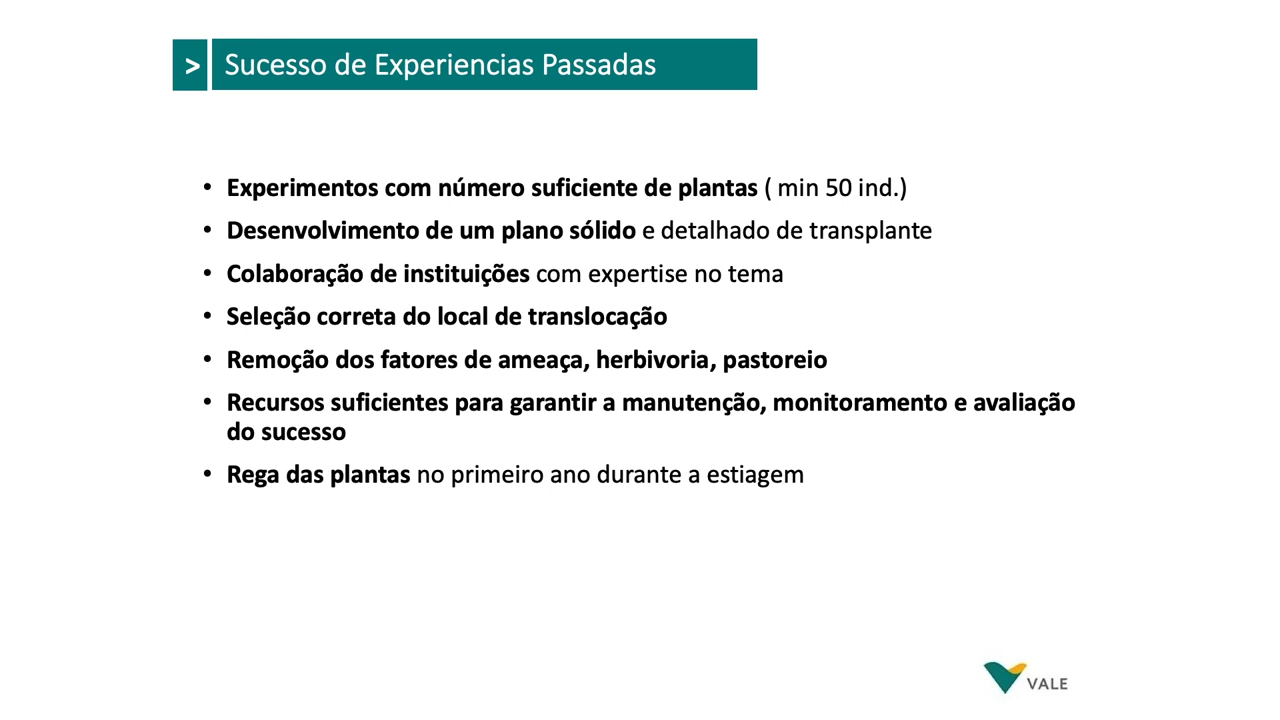 > Sucesso de Experiencias Passadas
• Experimentos com número suficiente de plantas ( min 50 ind.)
• Desenvolvimento de um plano sólido e detalhado de transplante
• Colaboração de instituições com expertise no tema
• Seleção correta do local de translocação
• Remoção dos fatores de ameaça, herbivoria, pastoreio
• Recursos suficientes para garantir a manutenção, monitoramento e avaliação
do sucesso
• Rega das plantas no primeiro ano durante a estiagem
VALE